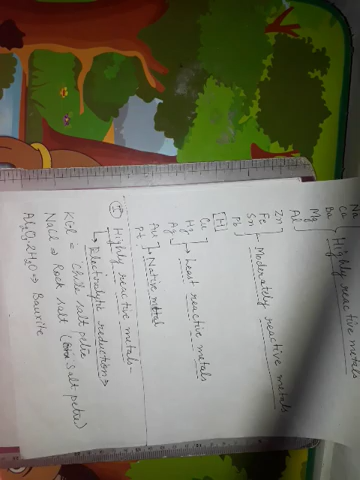 Na
Ca } Highly reactive metals
Ba
Mg
Al
Zn
Fe } Moderately reactive metals
Sn
Pb
[H]
Cu
Hg } → Least reactive metals
Ag
Au } → Native metal
Pt
(I) Highly reactive metals -
↳ Electrolytic reduction ⇒
KCl ⇒ Chile salt petre
NaCl ⇒ Rock salt ( salt petre)
Al₂O₃.2H₂O ⇒ Bauxite